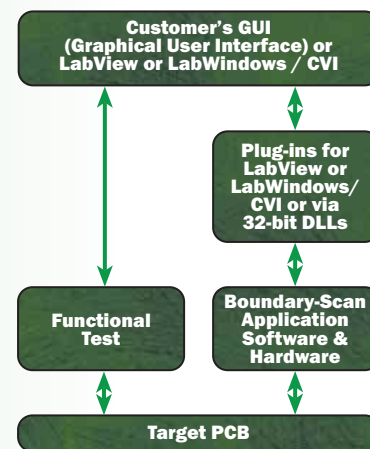 Customer's GUI
(Graphical User Interface) or
LabView or LabWindows / CVI
Plug-ins for
LabView or
LabWindows/
CVI or via
32-bit DLLs
Functional
Test
Boundary-Scan
Application
Software &
Hardware
Target PCB